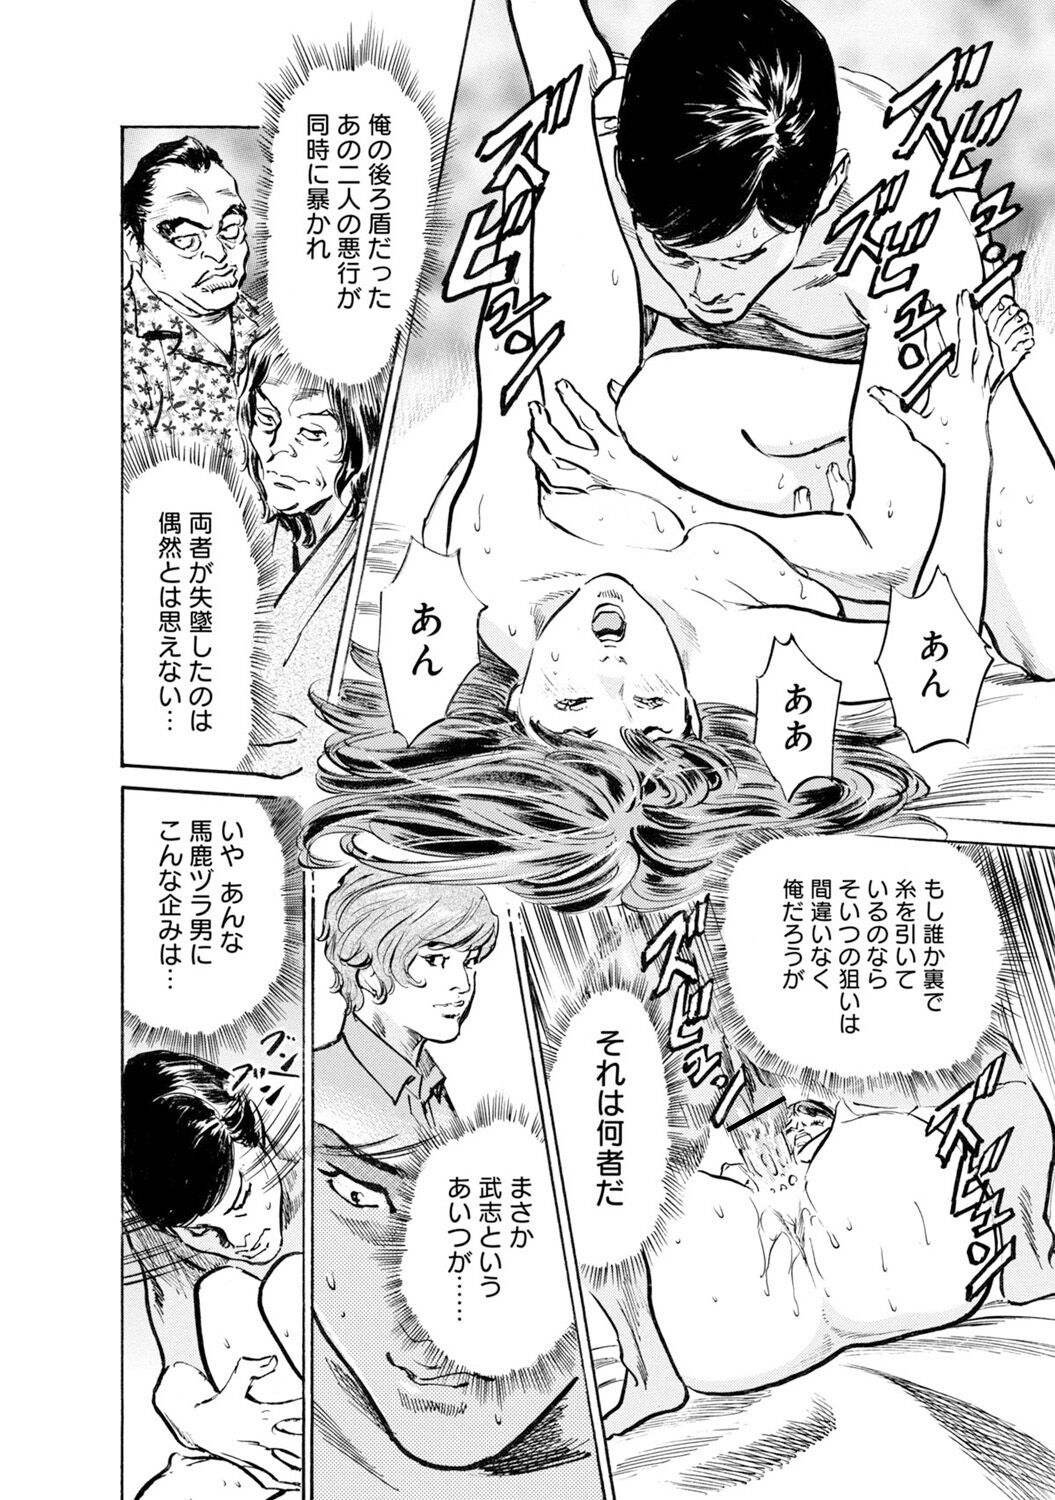 ズビュゥッ
ズビュゥッ
ズビュゥッ
俺の後ろ盾だった
あの二人の悪行が
同時に暴かれ
両者が失墜したのは
偶然とは思えない…
あん
ああ
あん
もし誰か裏で
糸を引いて
いるのなら
そいつの狙いは
間違いなく
俺だろうが
ズビュゥッ
ズビュゥッ
それは何者だ
まさか
武志という
あいつが……
いや あんな
馬鹿ヅラ男に
こんな企みは…
ブンブンッ